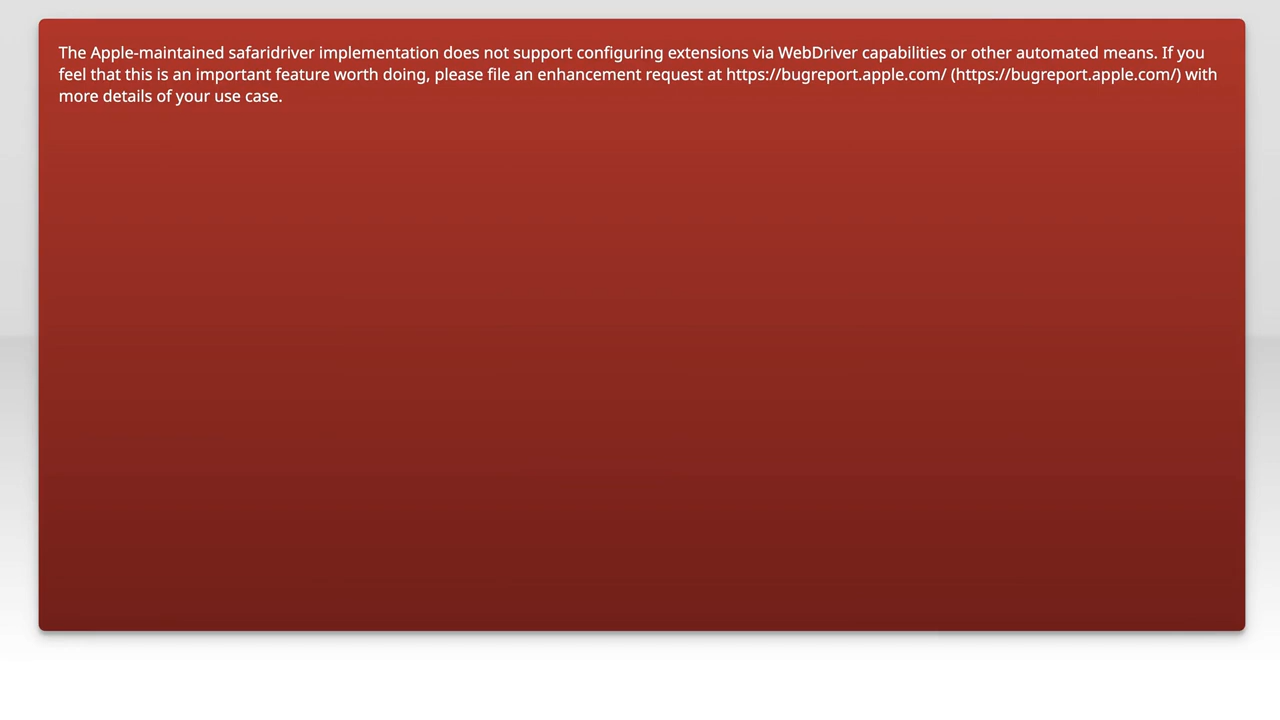 The Apple-maintained safaridriver implementation does not support configuring extensions via WebDriver capabilities or other automated means. If you
feel that this is an important feature worth doing, please file an enhancement request at https://bugreport.apple.com/ (https://bugreport.apple.com/) with
more details of your use case.